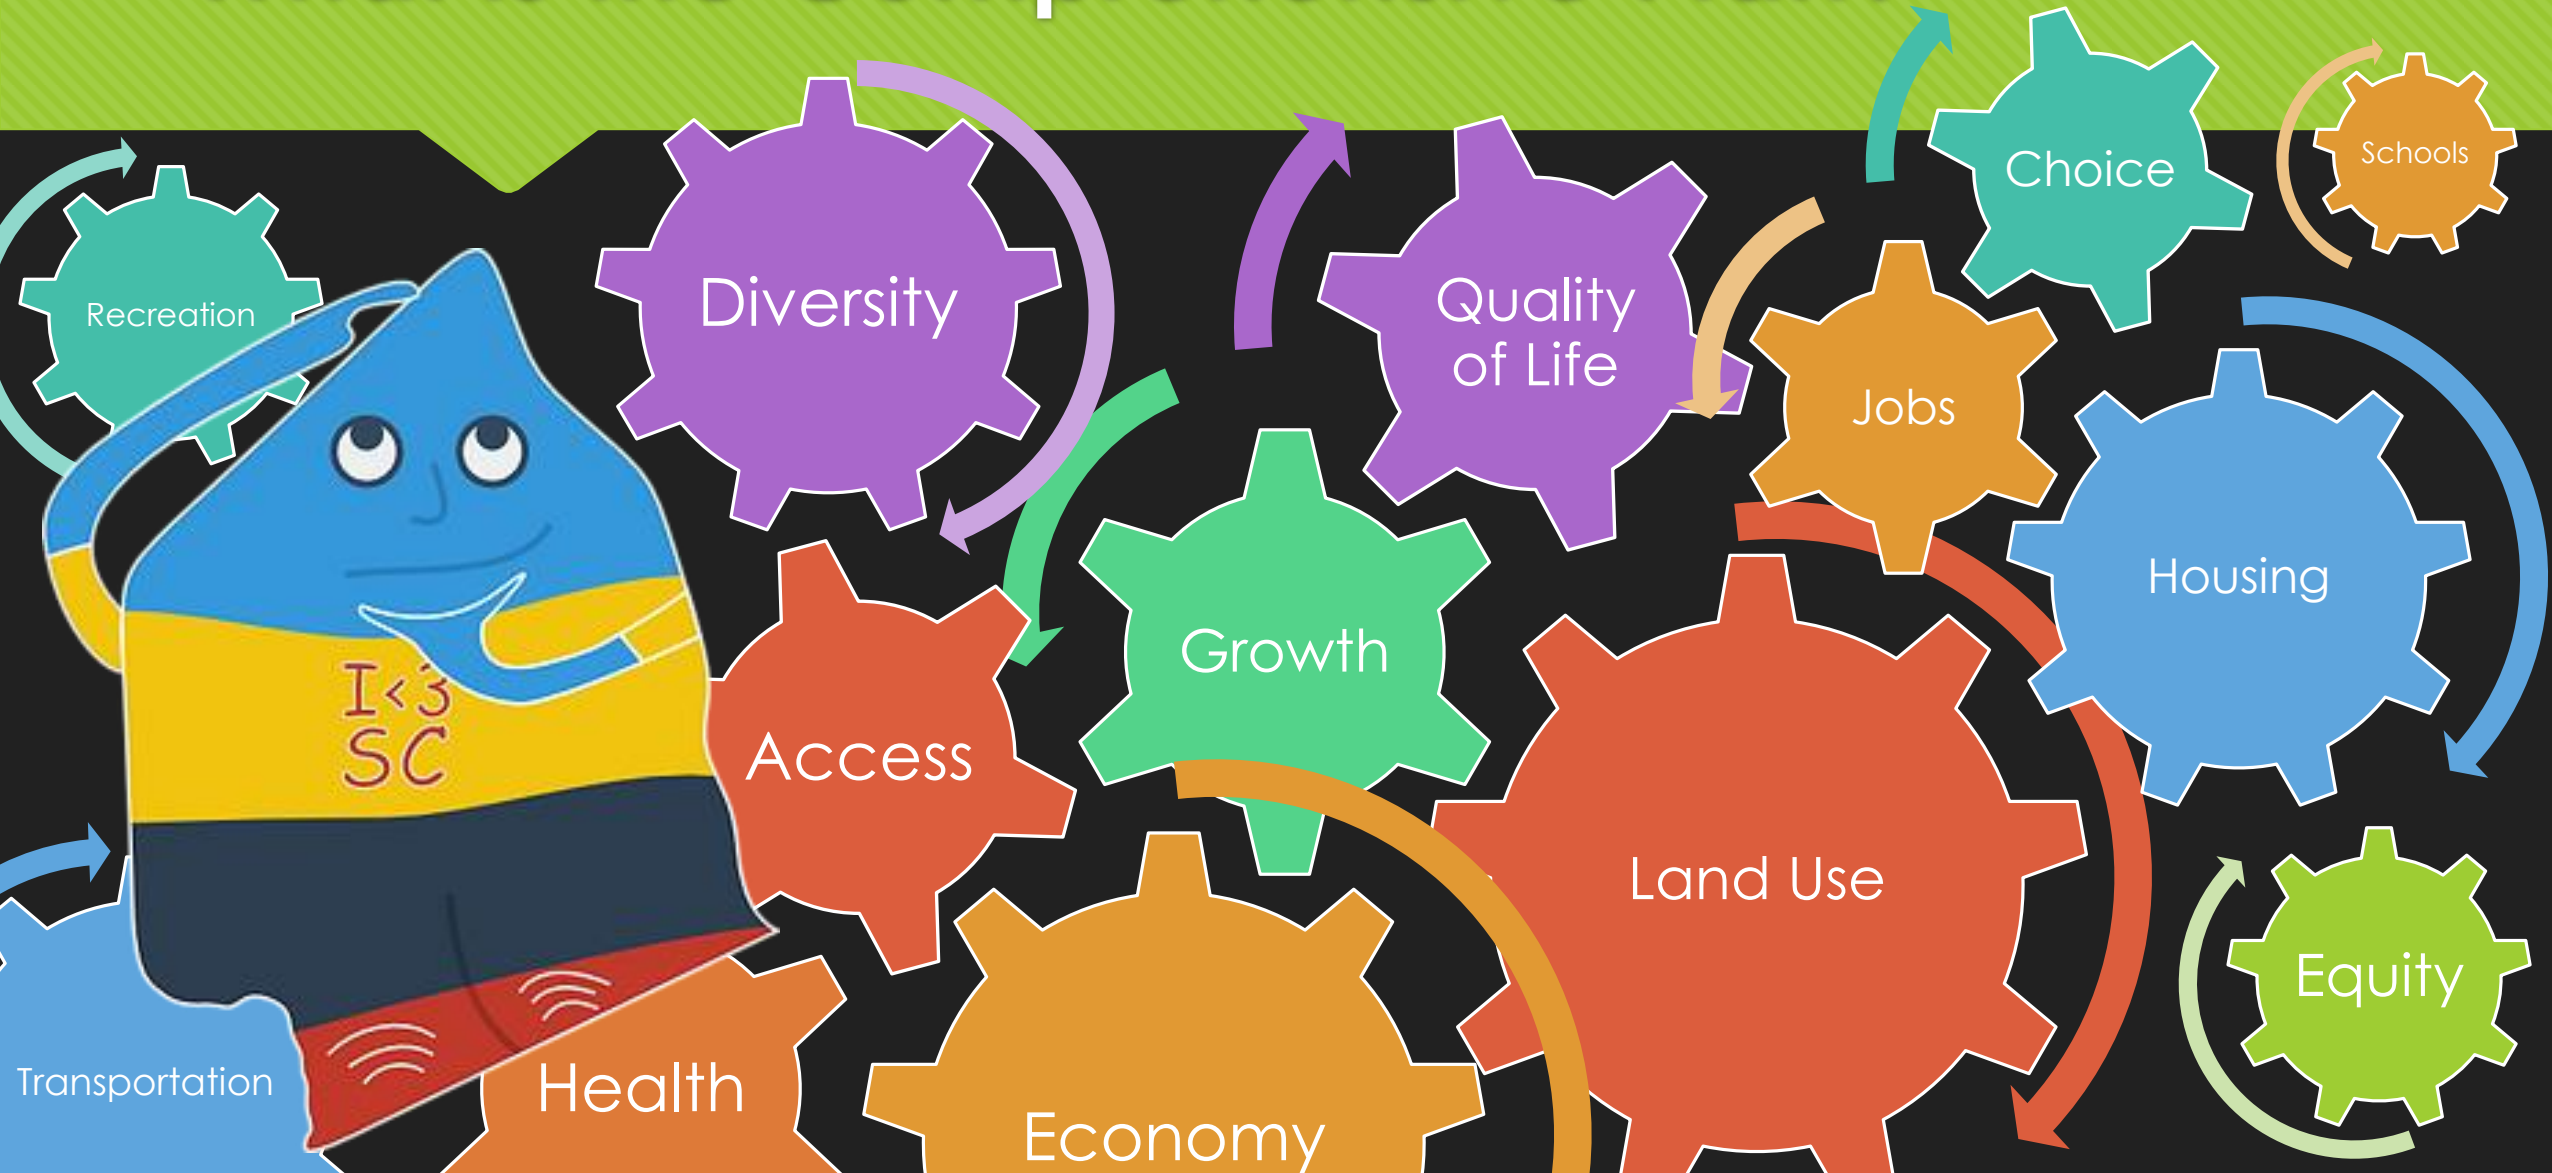 Choice
Schools
Recreation
Diversity
Quality
of Life
Jobs
Housing
Growth
I<3
SC
Access
Land Use
Equity
Transportation
Health
Economy